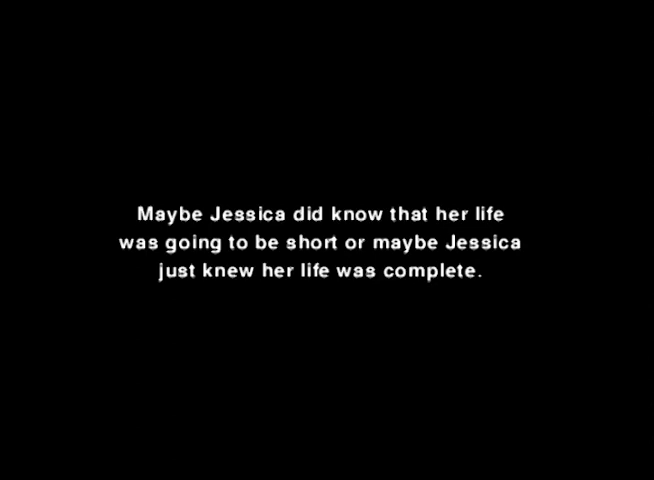 Maybe Jessica did know that her life
was going to be short or maybe Jessica
just knew her life was complete.